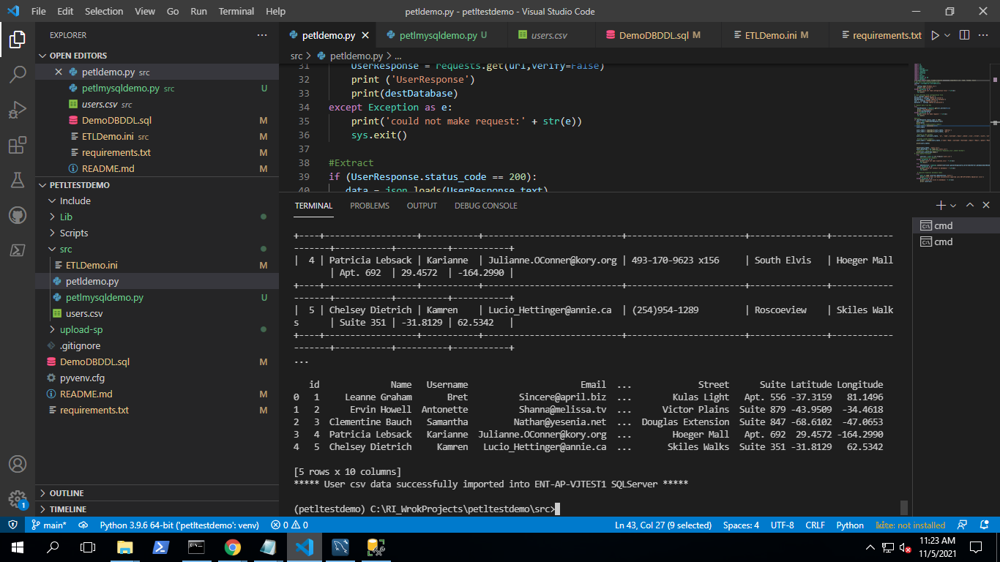 File Edit Selection View Go Run Terminal Help petldemo.py - petltestdemo - Visual Studio Code
EXPLORER ...
OPEN EDITORS
petldemo.py src
petlmysqldemo.py src U
users.csv src
DemoDBDDL.sql M
ETLDemo.ini src M
requirements.txt M
README.md M
PETLTESTDEMO
Include
Lib
Scripts
src
ETLDemo.ini M
petldemo.py
petlmysqldemo.py U
users.csv
upload-sp
.gitignore
DemoDBDDL.sql M
pyvenv.cfg
README.md M
requirements.txt M
OUTLINE
TIMELINE
petldemo.py petlmysqldemo.py U users.csv DemoDBDDL.sql M ETLDemo.ini M requirements.txt
src > petldemo.py > ...
31 UserResponse = requests.get(url,verify=False)
32 print ('UserResponse')
33 print(destDatabase)
34 except Exception as e:
35 print('could not make request:' + str(e))
36 sys.exit()
37
38 #Extract
39 if (UserResponse.status_code == 200):
40 data = json.loads(UserResponse.text)
TERMINAL PROBLEMS OUTPUT DEBUG CONSOLE
cmd
cmd
+----+------------------+-----------+---------------------------+-----------------------+---------------+------------
-------+-----------+----------+-----------+
| 4 | Patricia Lebsack | Karianne | Julianne.OConner@kory.org | 493-170-9623 x156 | South Elvis | Hoeger Mall
| Apt. 692 | 29.4572 | -164.2990 |
+----+------------------+-----------+---------------------------+-----------------------+---------------+------------
-------+-----------+----------+-----------+
| 5 | Chelsey Dietrich | Kamren | Lucio_Hettinger@annie.ca | (254)954-1289 | Roscoeview | Skiles Walk
s | Suite 351 | -31.8129 | 62.5342 |
+----+------------------+-----------+---------------------------+-----------------------+---------------+------------
-------+-----------+----------+-----------+
...
id Name Username Email ... Street Suite Latitude Longitude
0 1 Leanne Graham Bret Sincere@april.biz ... Kulas Light Apt. 556 -37.3159 81.1496
1 2 Ervin Howell Antonette Shanna@melissa.tv ... Victor Plains Suite 879 -43.9509 -34.4618
2 3 Clementine Bauch Samantha Nathan@yesenia.net ... Douglas Extension Suite 847 -68.6102 -47.0653
3 4 Patricia Lebsack Karianne Julianne.OConner@kory.org ... Hoeger Mall Apt. 692 29.4572 -164.2990
4 5 Chelsey Dietrich Kamren Lucio_Hettinger@annie.ca ... Skiles Walks Suite 351 -31.8129 62.5342
[5 rows x 10 columns]
***** User csv data successfully imported into ENT-AP-VJTEST1 SQLServer *****
(petltestdemo) C:\RI_WrokProjects\petltestdemo\src>
1
main* Python 3.9.6 64-bit ('petltestdemo': venv) 0 0 Ln 43, Col 27 (9 selected) Spaces: 4 UTF-8 CRLF Python kite: not installed
11:23 AM
11/5/2021